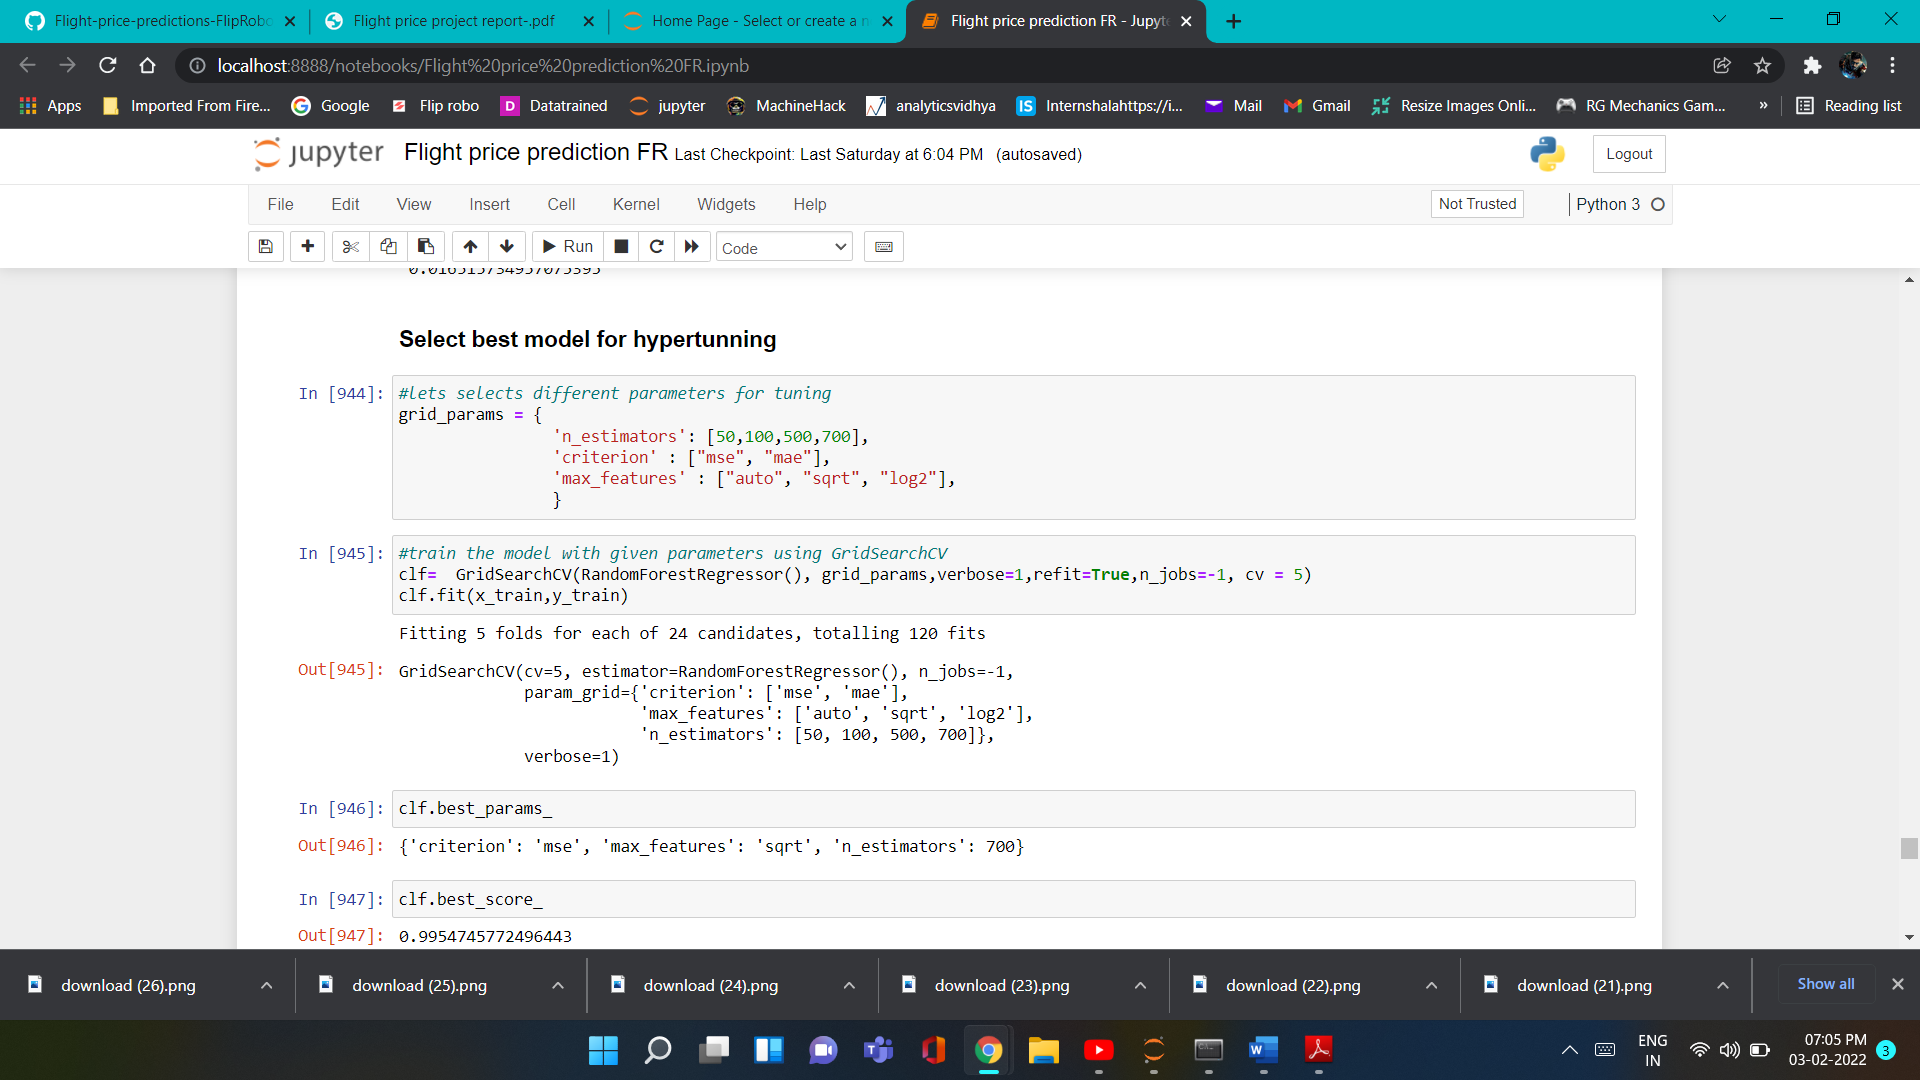 Flight-price-predictions-FlipRobo
Flight price project report-.pdf
Home Page - Select or create a n
Flight price prediction FR - Jupyte
localhost:8888/notebooks/Flight%20price%20prediction%20FR.ipynb
Apps
Imported From Fire...
Google
Flip robo
D
Datatrained
jupyter
MachineHack
analyticsvidhya
IS
Internshalahttps://i...
Mail
Gmail
Resize Images Onli...
RG Mechanics Gam...
»
Reading list
jupyter
Flight price prediction FR Last Checkpoint: Last Saturday at 6:04 PM (autosaved)
Logout
File
Edit
View
Insert
Cell
Kernel
Widgets
Help
Not Trusted
Python 3
Run
Code
0.016515734957075395
Select best model for hypertunning
In [944]:
#lets selects different parameters for tuning
grid_params = {
'n_estimators': [50,100,500,700],
'criterion' : ["mse", "mae"],
'max_features' : ["auto", "sqrt", "log2"],
}
In [945]:
#train the model with given parameters using GridSearchCV
clf=  GridSearchCV(RandomForestRegressor(), grid_params,verbose=1,refit=True,n_jobs=-1, cv = 5)
clf.fit(x_train,y_train)
Fitting 5 folds for each of 24 candidates, totalling 120 fits
Out[945]:
GridSearchCV(cv=5, estimator=RandomForestRegressor(), n_jobs=-1,
param_grid={'criterion': ['mse', 'mae'],
'max_features': ['auto', 'sqrt', 'log2'],
'n_estimators': [50, 100, 500, 700]},
verbose=1)
In [946]:
clf.best_params_
Out[946]:
{'criterion': 'mse', 'max_features': 'sqrt', 'n_estimators': 700}
In [947]:
clf.best_score_
Out[947]:
0.9954745772496443
download (26).png
download (25).png
download (24).png
download (23).png
download (22).png
download (21).png
Show all
ENG
IN
07:05 PM
03-02-2022
3